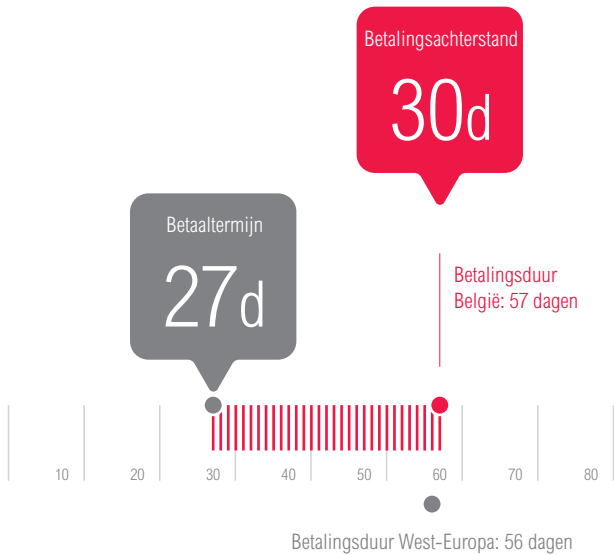 Betalingsachterstand
30d
Betaaltermijn
27d
Betalingsduur
België: 57 dagen
10 20 30 40 50 60 70 80
Betalingsduur West-Europa: 56 dagen